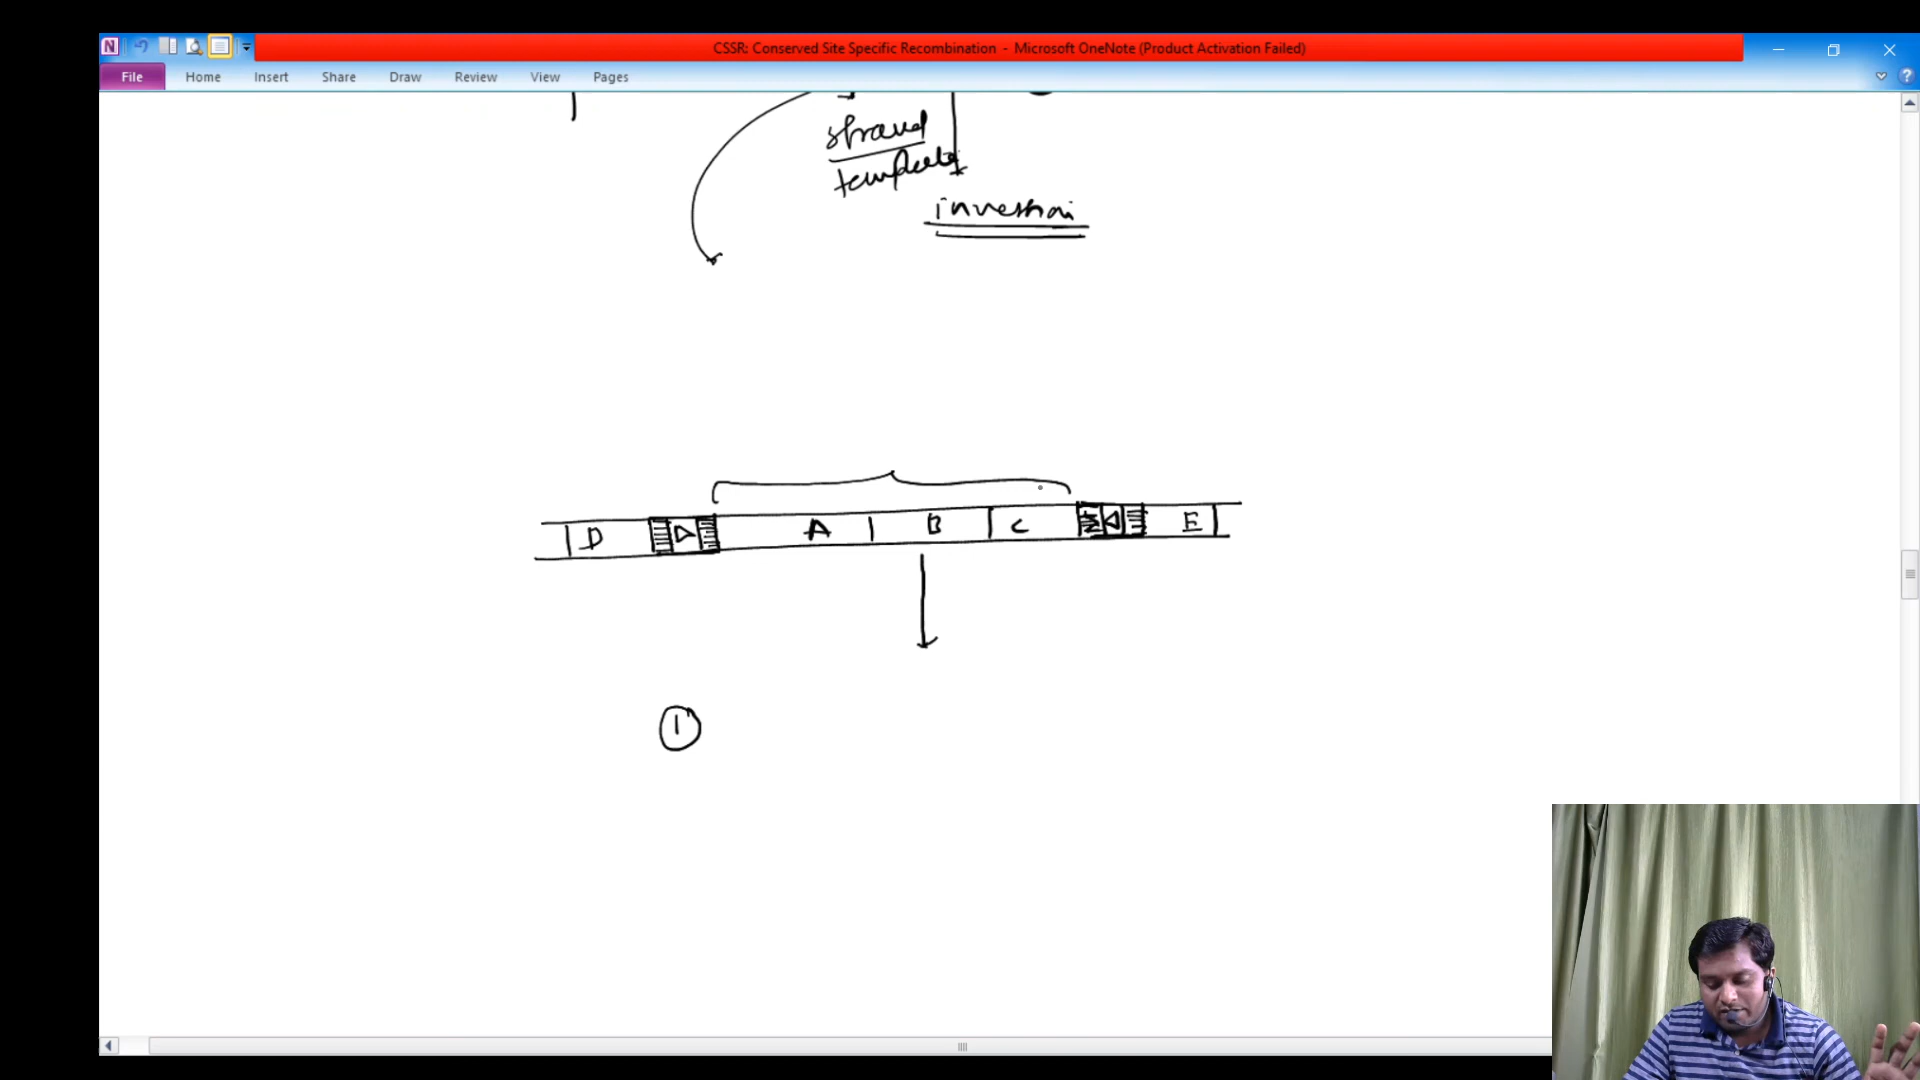 CSSR: Conserved Site Specific Recombination - Microsoft OneNote (Product Activation Failed)
File Home Insert Share Draw Review View Pages
strand
template
inversion
D A B C E
1